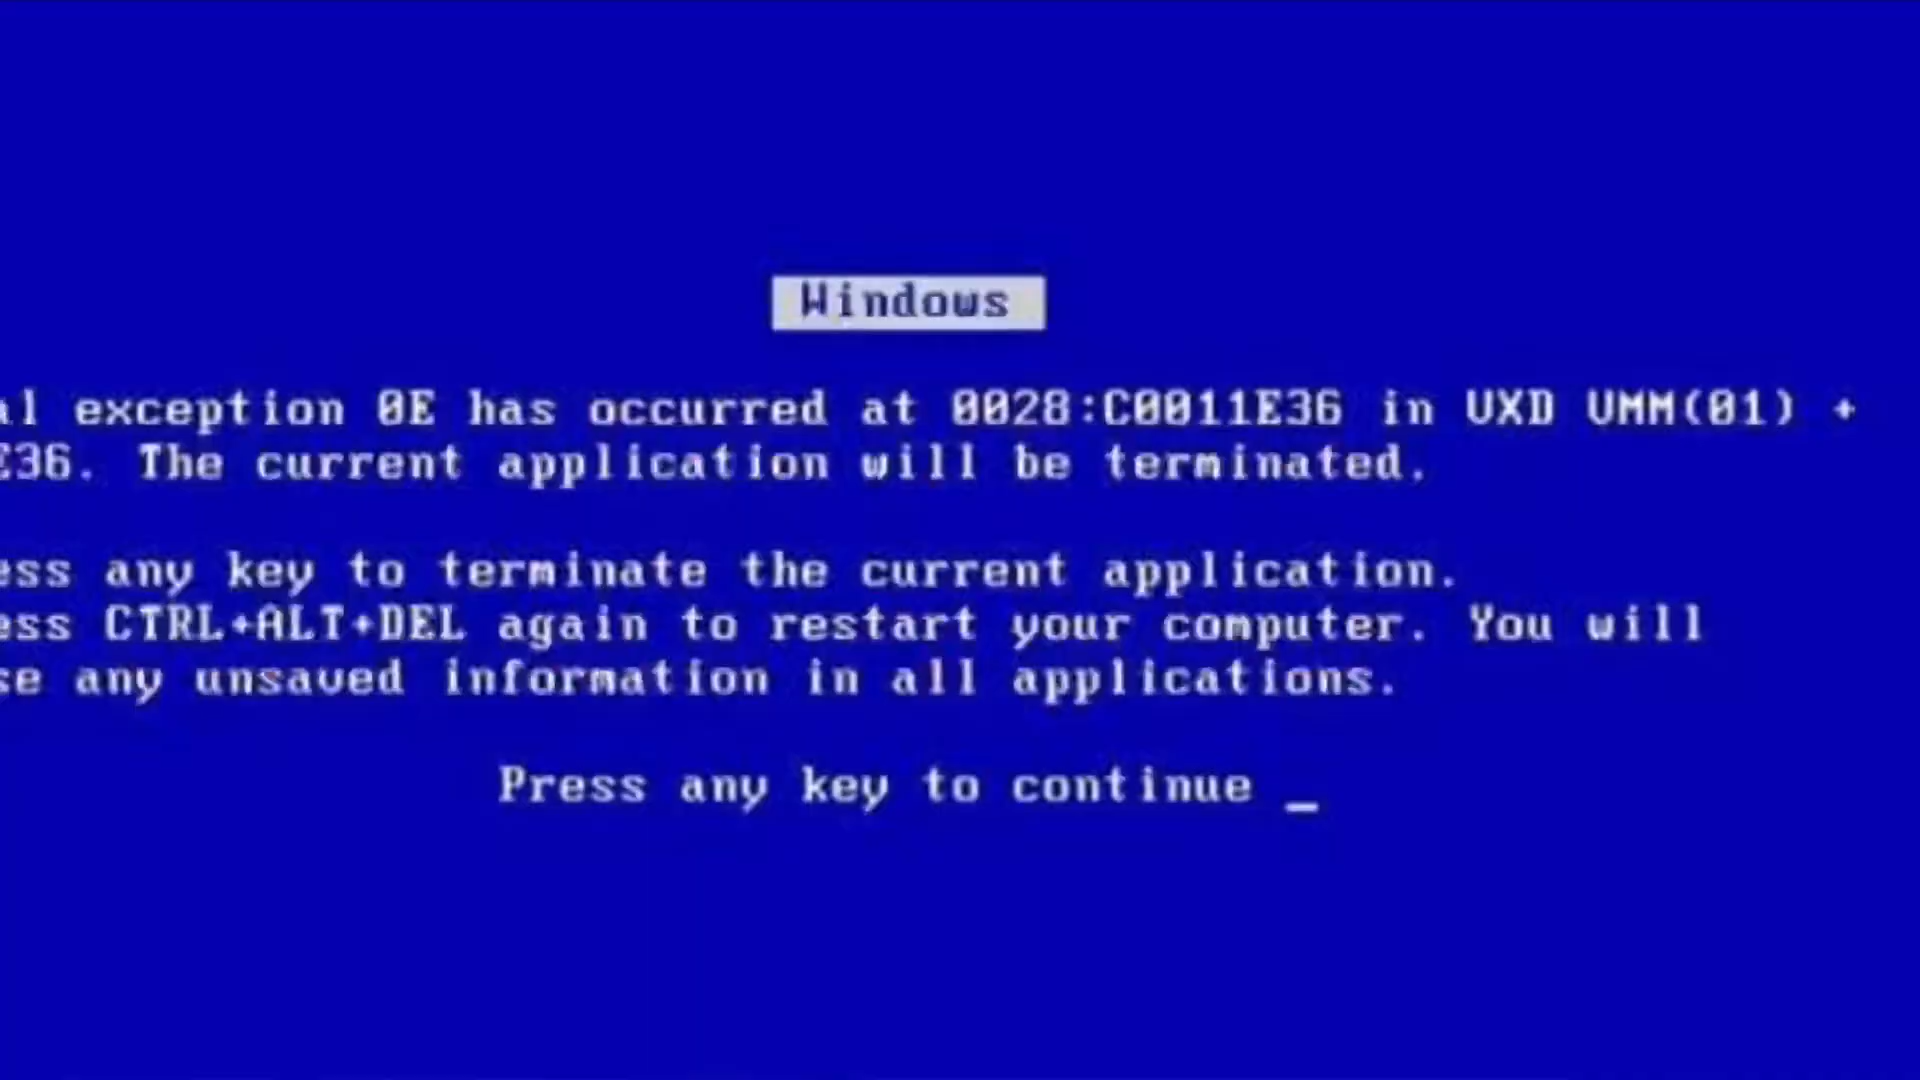 Windows
al exception 0E has occurred at 0028:C0011E36 in VXD VMM(01) +
E36. The current application will be terminated.
ess any key to terminate the current application.
ess CTRL+ALT+DEL again to restart your computer. You will
se any unsaved information in all applications.
Press any key to continue _